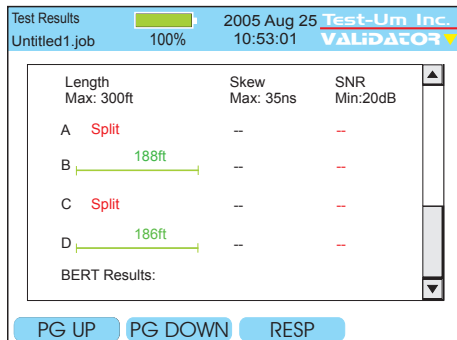 Test Results 2005 Aug 25 Test-Um Inc.
Untitled1.job 100% 10:53:01 VALiDATOR
Length Skew SNR
Max: 300ft Max: 35ns Min:20dB
A Split -- --
188ft
B -- --
C Split -- --
186ft
D -- --
BERT Results:
PG UP PG DOWN RESP